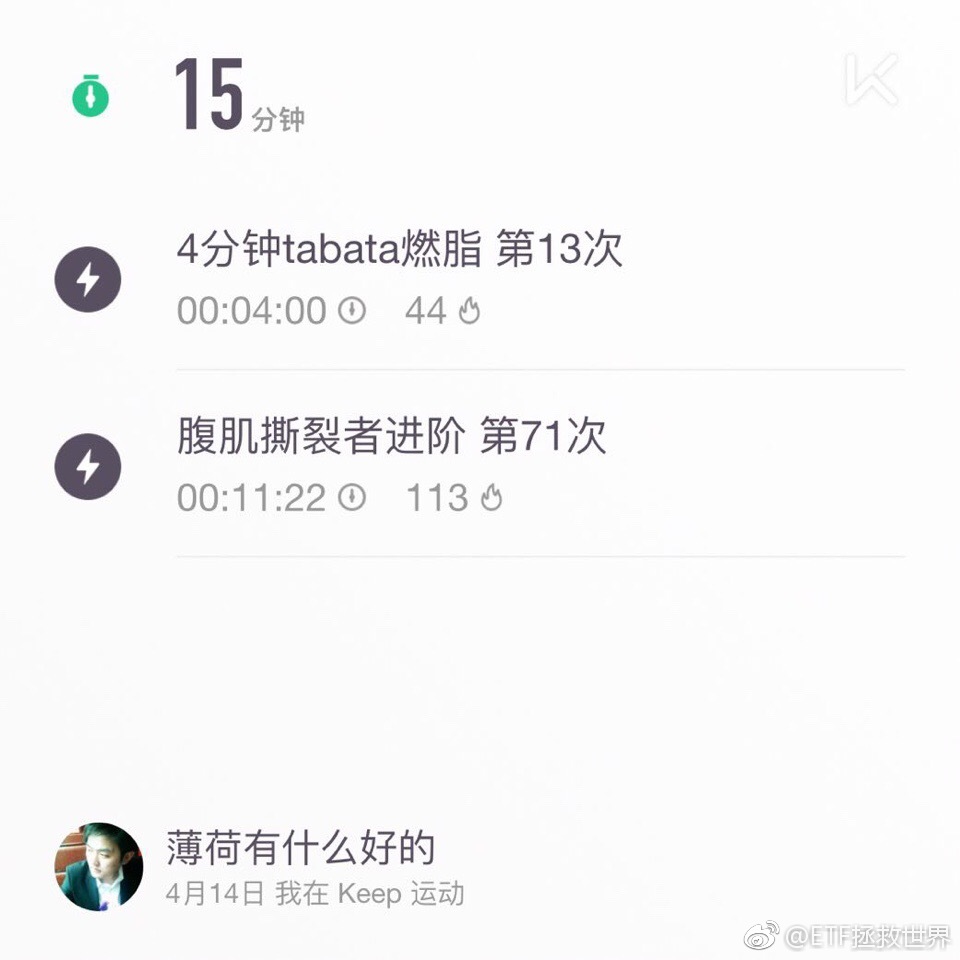 15 分钟
4分钟tabata燃脂 第13次
00:04:00 44
腹肌撕裂者进阶 第71次
00:11:22 113
薄荷有什么好的
4月14日 我在 Keep 运动
@ETF拯救世界